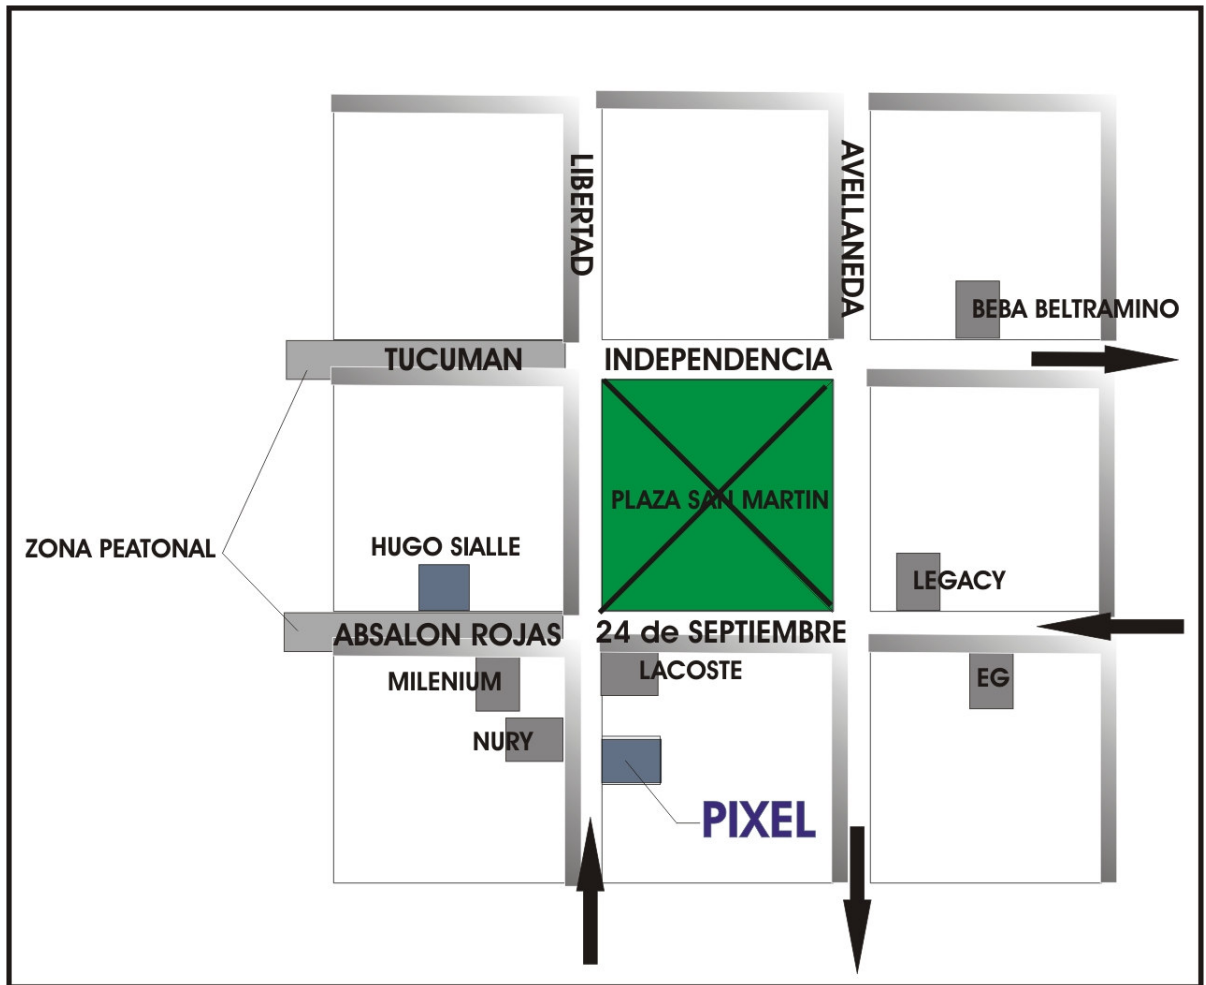 LIBERTAD
AVELLANEDA
BEBA BELTRAMINO
TUCUMAN
INDEPENDENCIA
PLAZA SAN MARTIN
ZONA PEATONAL
HUGO SIALLE
LEGACY
ABSALON ROJAS
24 de SEPTIEMBRE
LACOSTE
MILENIUM
EG
NURY
PIXEL